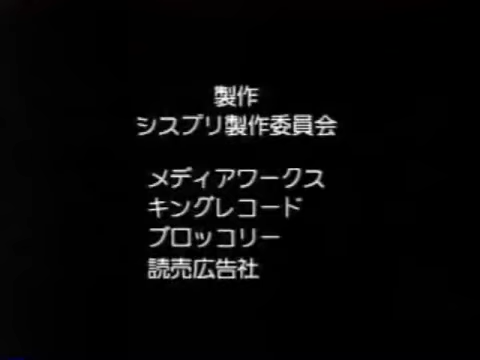 製作
シスプリ製作委員会
メディアワークス
キングレコード
ブロッコリー
読売広告社